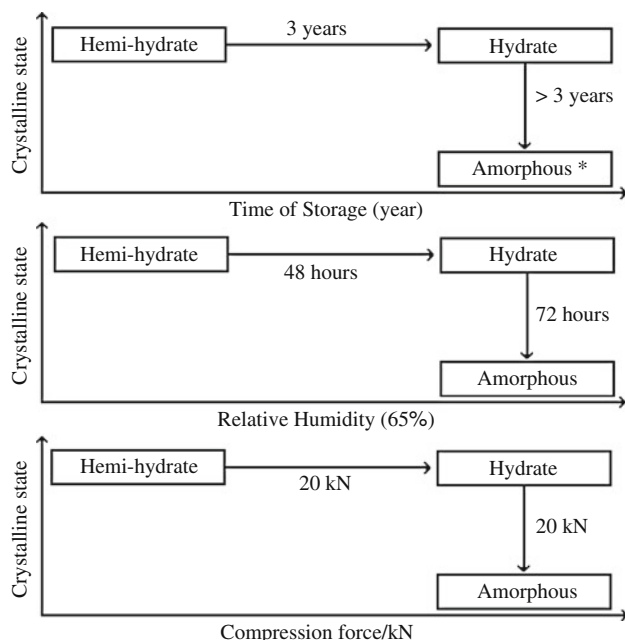 Crystalline state
Hemi-hydrate
3 years
Hydrate
> 3 years
Amorphous *
Time of Storage (year)
Crystalline state
Hemi-hydrate
48 hours
Hydrate
72 hours
Amorphous
Relative Humidity (65%)
Crystalline state
Hemi-hydrate
20 kN
Hydrate
20 kN
Amorphous
Compression force/kN